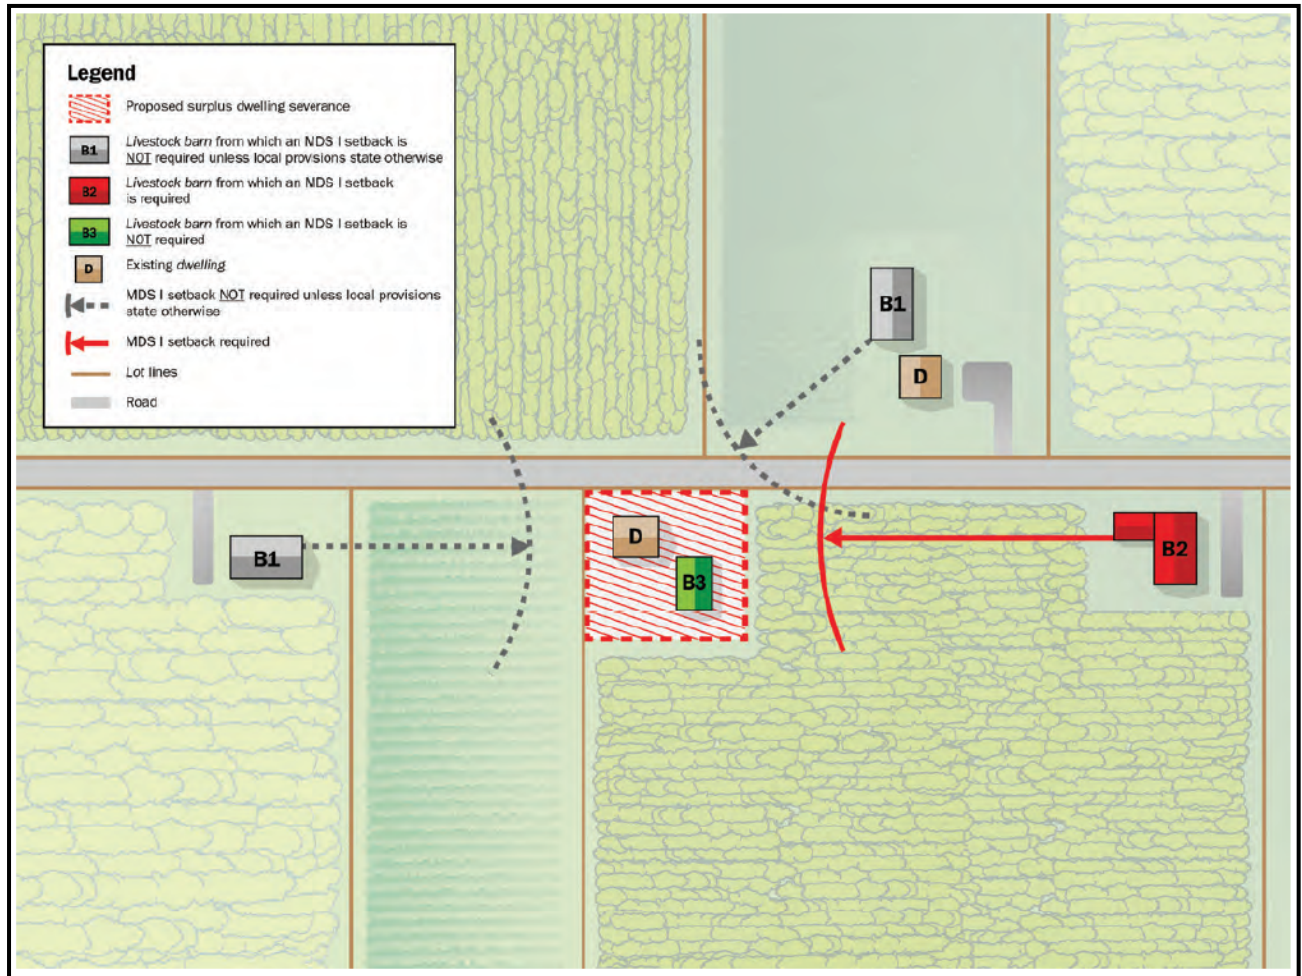 Legend
Proposed surplus dwelling severance
B1
Livestock barn from which an NDS I setback is
NOT required unless local provisions state otherwise
B2
Livestock barn from which an NDS I setback
is required
B3
Livestock barn from which an NDS I setback is
NOT required
D
Existing dwelling
MDS I setback NOT required unless local provisions
state otherwise
MDS I setback required
Lot lines
Road
B1
D
B1
D
B3
B2